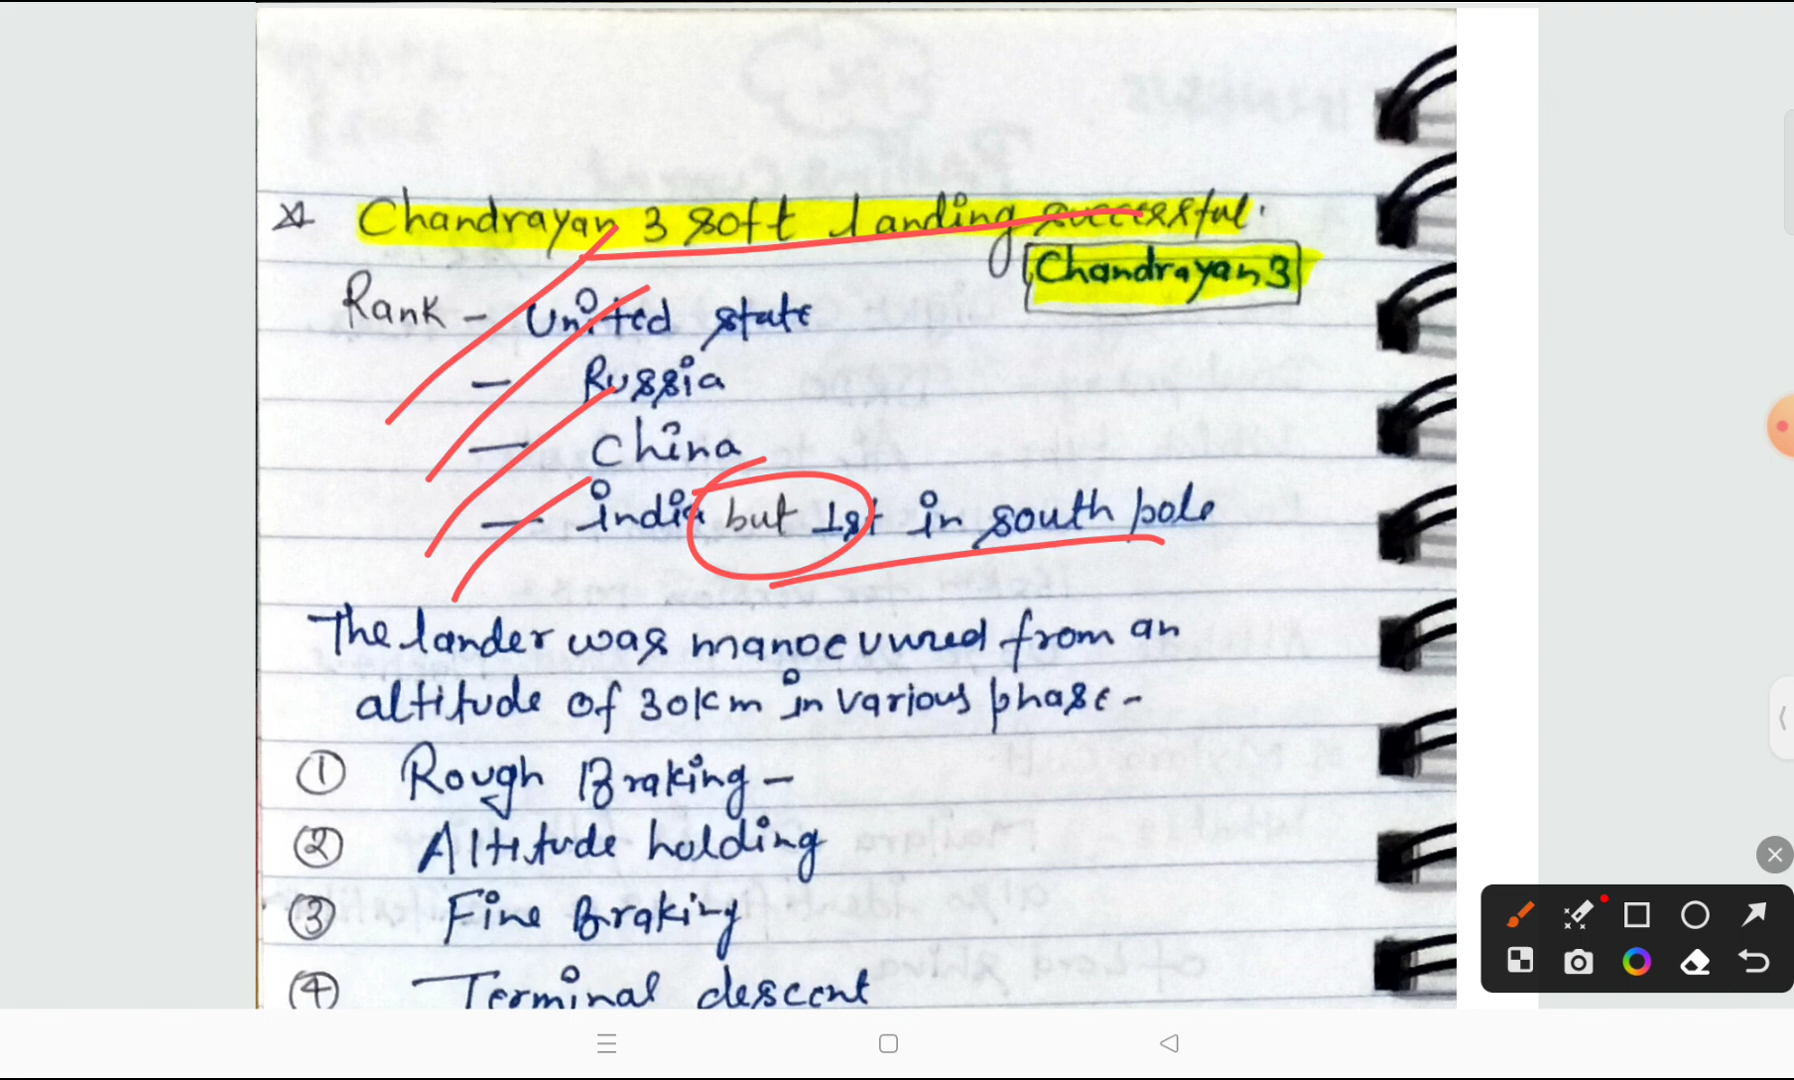 Chandrayan 3 soft landing successful.
Chandrayan 3
Rank - United state
- Russia
- China
- india but 1st in south pole
The lander was manoeuvred from an
altitude of 30km in various phase -
① Rough Braking -
② Altitude holding
③ Fine Braking
④ Terminal descent